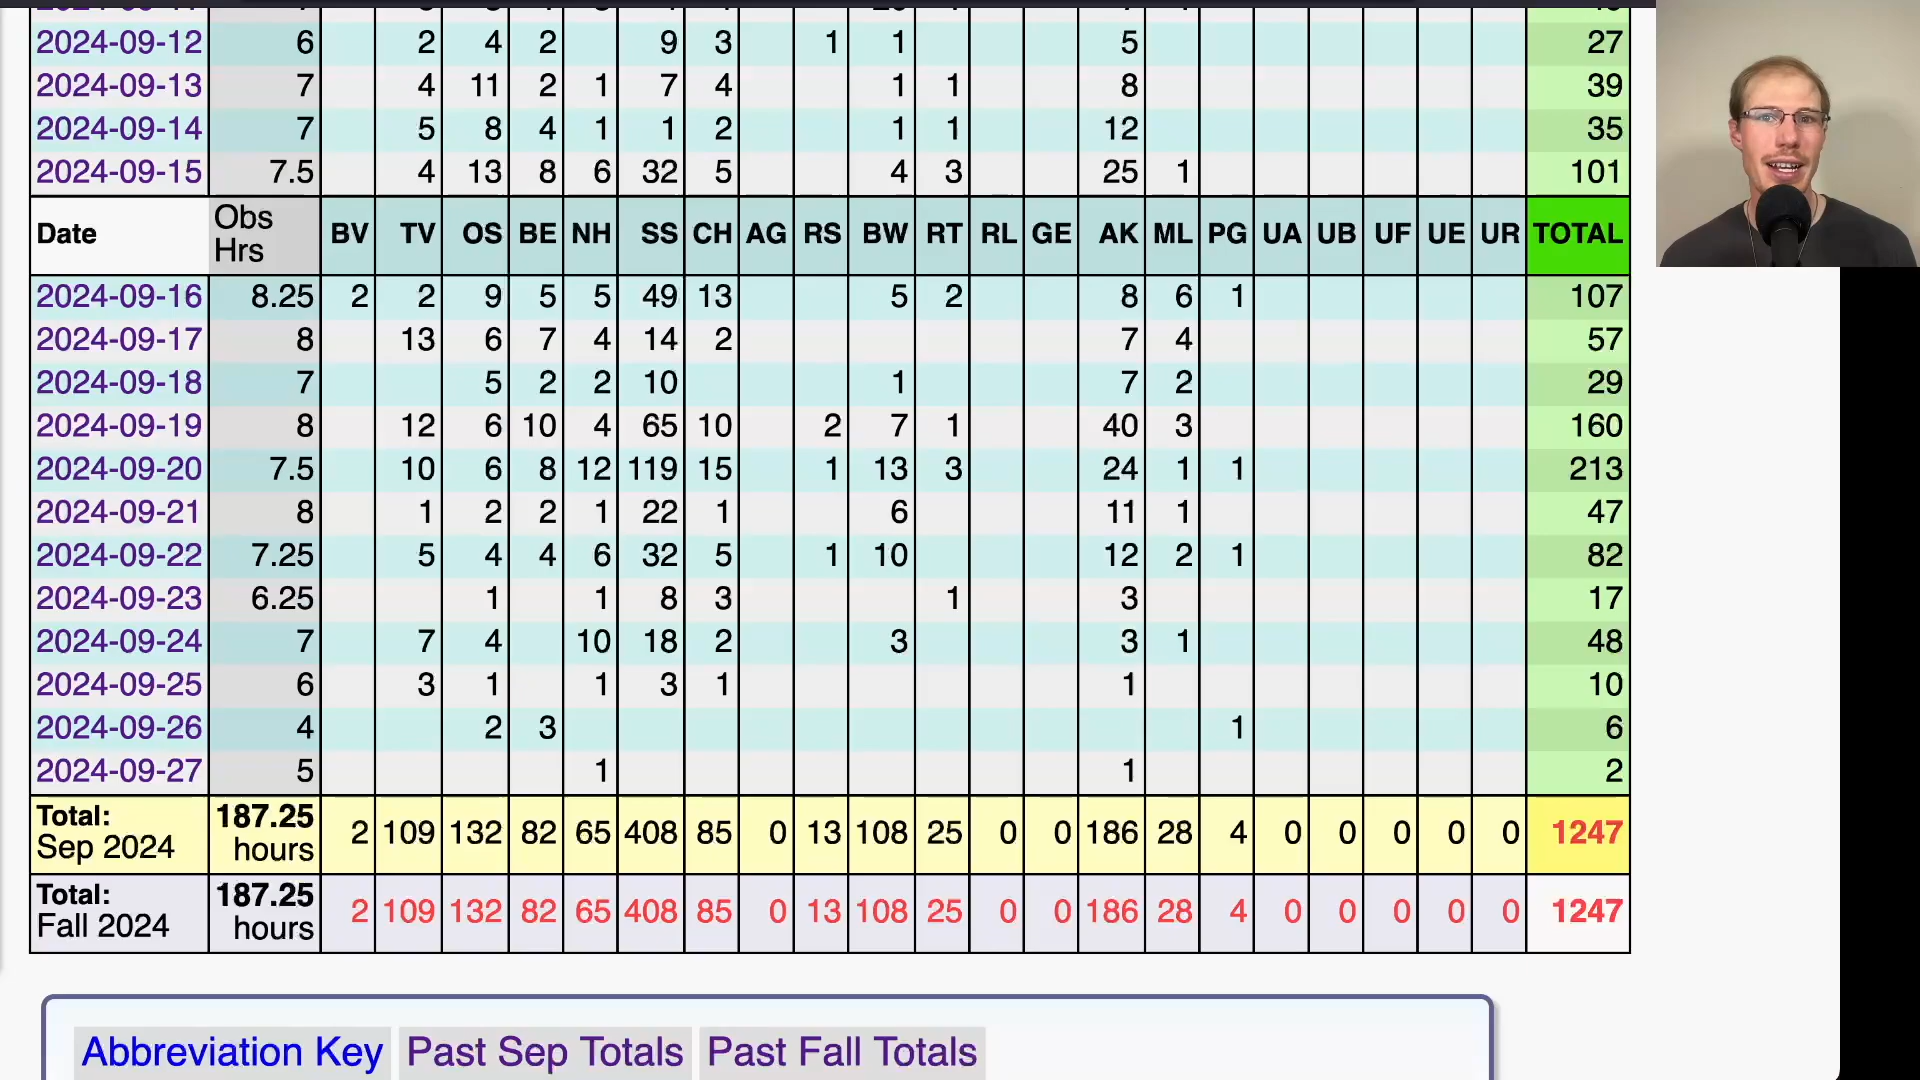 2024-09-12 6 2 4 2 9 3 1 1 5 27
2024-09-13 7 4 11 2 1 7 4 1 1 8 39
2024-09-14 7 5 8 4 1 1 2 1 1 12 35
2024-09-15 7.5 4 13 8 6 32 5 4 3 25 1 101
Date Obs Hrs BV TV OS BE NH SS CH AG RS BW RT RL GE AK ML PG UA UB UF UE UR TOTAL
2024-09-16 8.25 2 2 9 5 5 49 13 5 2 8 6 1 107
2024-09-17 8 13 6 7 4 14 2 7 4 57
2024-09-18 7 5 2 2 10 1 7 2 29
2024-09-19 8 12 6 10 4 65 10 2 7 1 40 3 160
2024-09-20 7.5 10 6 8 12 119 15 1 13 3 24 1 1 213
2024-09-21 8 1 2 2 1 22 1 6 11 1 47
2024-09-22 7.25 5 4 4 6 32 5 1 10 12 2 1 82
2024-09-23 6.25 1 1 8 3 1 3 17
2024-09-24 7 7 4 10 18 2 3 3 1 48
2024-09-25 6 3 1 1 3 1 1 10
2024-09-26 4 2 3 1 6
2024-09-27 5 1 1 2
Total: Sep 2024 187.25 hours 2 109 132 82 65 408 85 0 13 108 25 0 0 186 28 4 0 0 0 0 0 1247
Total: Fall 2024 187.25 hours 2 109 132 82 65 408 85 0 13 108 25 0 0 186 28 4 0 0 0 0 0 1247
Abbreviation Key Past Sep Totals Past Fall Totals